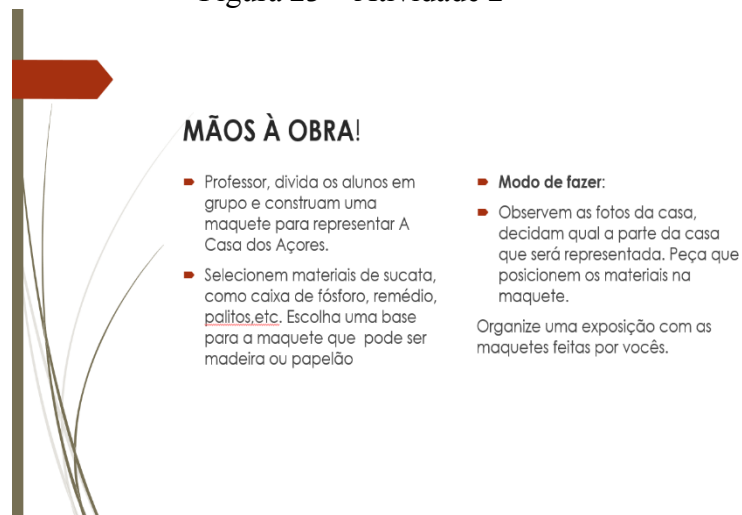 Figura 23 – Atividade 2
MÃOS À OBRA!
Professor, divida os alunos em
grupo e construam uma
maquete para representar A
Casa dos Açores.
Selecionem materiais de sucata,
como caixa de fósforo, remédio,
palitos,etc. Escolha uma base
para a maquete que  pode ser
madeira ou papelão
Modo de fazer:
Observem as fotos da casa,
decidam qual a parte da casa
que será representada. Peça que
posicionem os materiais na
maquete.
Organize uma exposição com as
maquetes feitas por vocês.